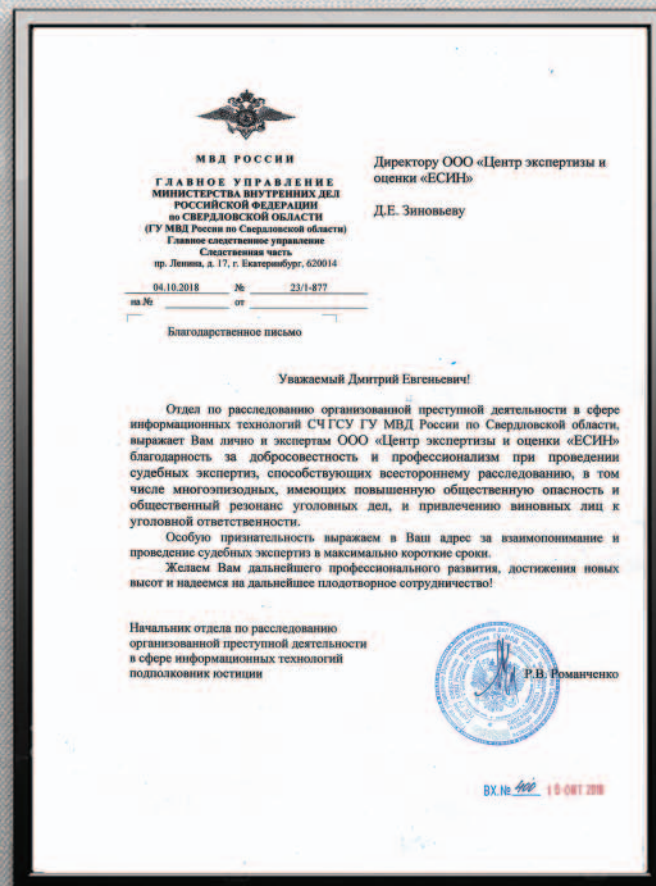 МВД РОССИИ
ГЛАВНОЕ УПРАВЛЕНИЕ
МИНИСТЕРСТВА ВНУТРЕННИХ ДЕЛ
РОССИЙСКОЙ ФЕДЕРАЦИИ
по СВЕРДЛОВСКОЙ ОБЛАСТИ
(ГУ МВД России по Свердловской области)
Главное следственное управление
Следственная часть
пр. Ленина, д. 17, г. Екатеринбург, 620014
04.10.2018 № 23/1-877
на № от
Благодарственное письмо
Директору ООО «Центр экспертизы и
оценки «ЕСИН»
Д.Е. Зиновьеву
Уважаемый Дмитрий Евгеньевич!
Отдел по расследованию организованной преступной деятельности в сфере
информационных технологий СЧ ГСУ ГУ МВД России по Свердловской области,
выражает Вам лично и экспертам ООО «Центр экспертизы и оценки «ЕСИН»
благодарность за добросовестность и профессионализм при проведении
судебных экспертиз, способствующих всестороннему расследованию, в том
числе многоэпизодных, имеющих повышенную общественную опасность и
общественный резонанс уголовных дел, и привлечению виновных лиц к
уголовной ответственности.
Особую признательность выражаем в Ваш адрес за взаимопонимание и
проведение судебных экспертиз в максимально короткие сроки.
Желаем Вам дальнейшего профессионального развития, достижения новых
высот и надеемся на дальнейшее плодотворное сотрудничество!
Начальник отдела по расследованию
организованной преступной деятельности
в сфере информационных технологий
подполковник юстиции
Р.В. Романченко
ВХ.№ 400 10 ОКТ 2018